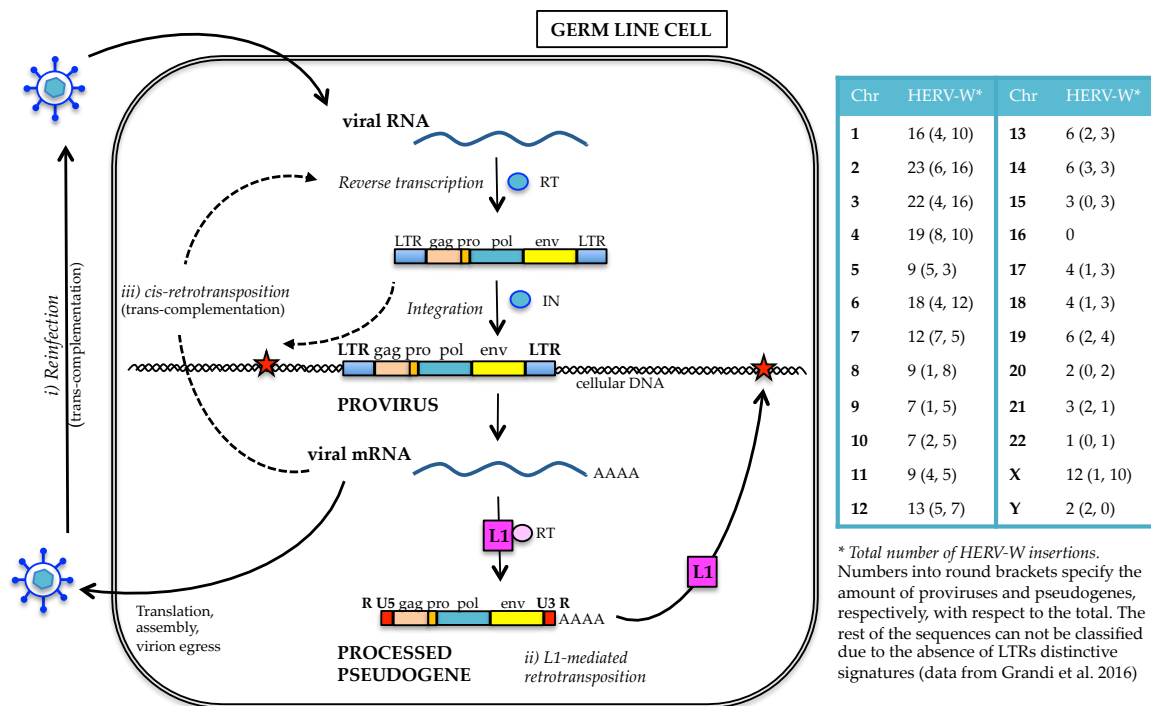 GERM LINE CELL
viral RNA
Reverse transcription
RT
LTR gag pro pol env LTR
iii) cis-retrotransposition
(trans-complementation)
Integration
IN
i) Reinfection
(trans-complementation)
LTR gag pro pol env LTR
cellular DNA
PROVIRUS
viral mRNA
AAAA
L1
RT
L1
R U5 gag pro pol env U3 R
AAAA
Translation,
assembly,
virion egress
PROCESSED
PSEUDOGENE
ii) L1-mediated
retrotransposition
Chr HERV-W* Chr HERV-W*
1 16 (4, 10) 13 6 (2, 3)
2 23 (6, 16) 14 6 (3, 3)
3 22 (4, 16) 15 3 (0, 3)
4 19 (8, 10) 16 0
5 9 (5, 3) 17 4 (1, 3)
6 18 (4, 12) 18 4 (1, 3)
7 12 (7, 5) 19 6 (2, 4)
8 9 (1, 8) 20 2 (0, 2)
9 7 (1, 5) 21 3 (2, 1)
10 7 (2, 5) 22 1 (0, 1)
11 9 (4, 5) X 12 (1, 10)
12 13 (5, 7) Y 2 (2, 0)
* Total number of HERV-W insertions.
Numbers into round brackets specify the
amount of proviruses and pseudogenes,
respectively, with respect to the total. The
rest of the sequences can not be classified
due to the absence of LTRs distinctive
signatures (data from Grandi et al. 2016)